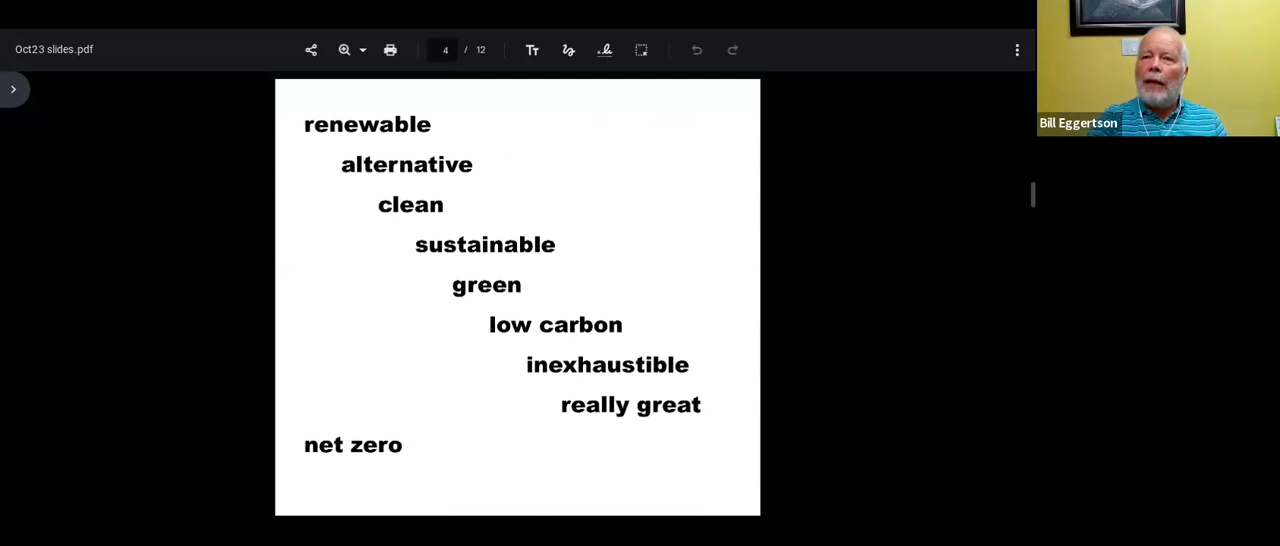 Oct23 slides.pdf
4 / 12
Bill Eggertson
renewable
alternative
clean
sustainable
green
low carbon
inexhaustible
really great
net zero